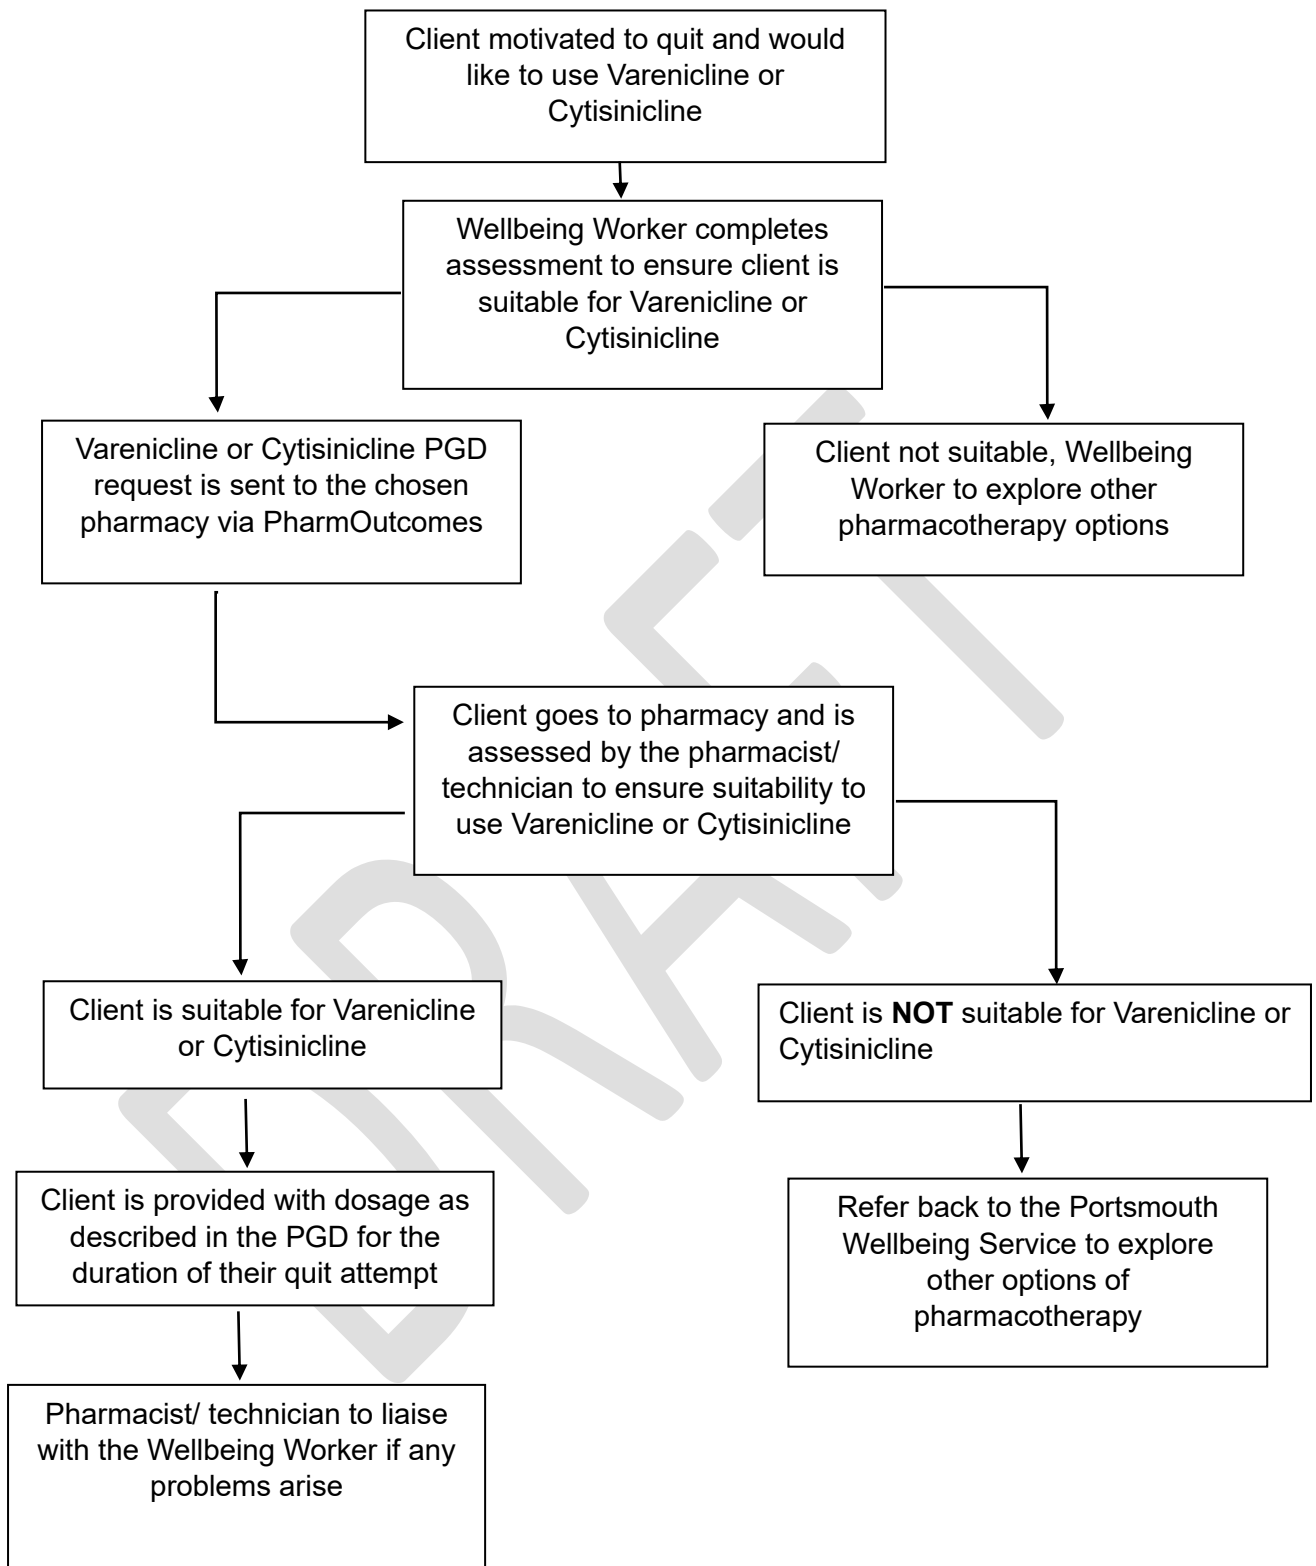 Client motivated to quit and would
like to use Varenicline or
Cytisinicline
Wellbeing Worker completes
assessment to ensure client is
suitable for Varenicline or
Cytisinicline
Varenicline or Cytisinicline PGD
request is sent to the chosen
pharmacy via PharmOutcomes
Client not suitable, Wellbeing
Worker to explore other
pharmacotherapy options
Client goes to pharmacy and is
assessed by the pharmacist/
technician to ensure suitability to
use Varenicline or Cytisinicline
Client is suitable for Varenicline
or Cytisinicline
Client is NOT suitable for Varenicline or
Cytisinicline
Client is provided with dosage as
described in the PGD for the
duration of their quit attempt
Refer back to the Portsmouth
Wellbeing Service to explore
other options of
pharmacotherapy
Pharmacist/ technician to liaise
with the Wellbeing Worker if any
problems arise
DRAFT